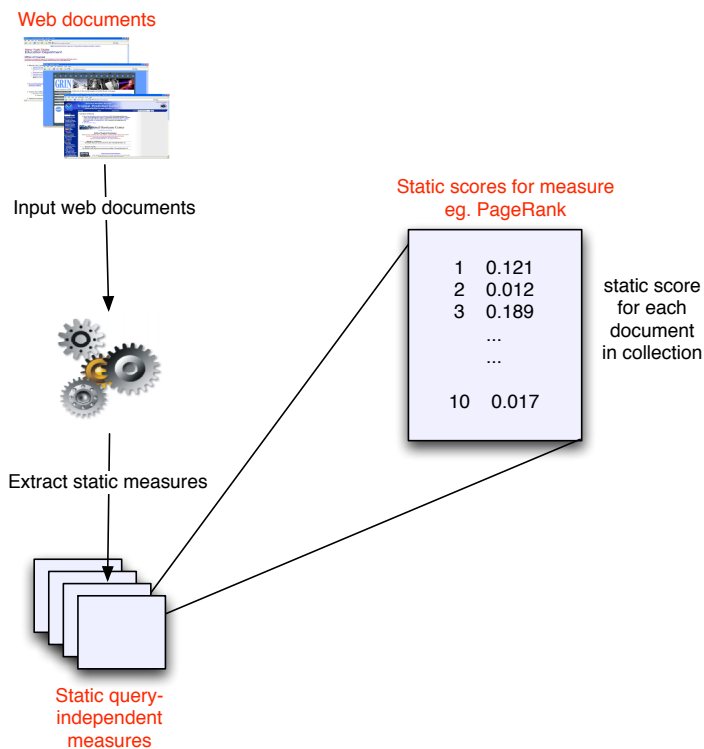 Web documents
GRIN
Input web documents
Extract static measures
Static query-
independent
measures
Static scores for measure
eg. PageRank
1 0.121
2 0.012
3 0.189
...
...
10 0.017
static score
for each
document
in collection